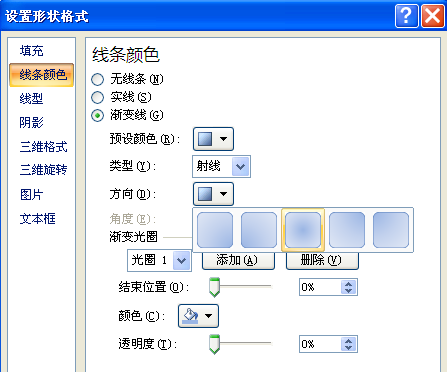 设置形状格式
填充
线条颜色
线型
阴影
三维格式
三维旋转
图片
文本框
线条颜色
无线条(N)
实线(S)
渐变线(G)
预设颜色(R):
类型(Y): 射线
方向(D):
角度(E):
渐变光圈
光圈 1 添加(A) 删除(V)
结束位置(O): 0%
颜色(C):
透明度(T): 0%